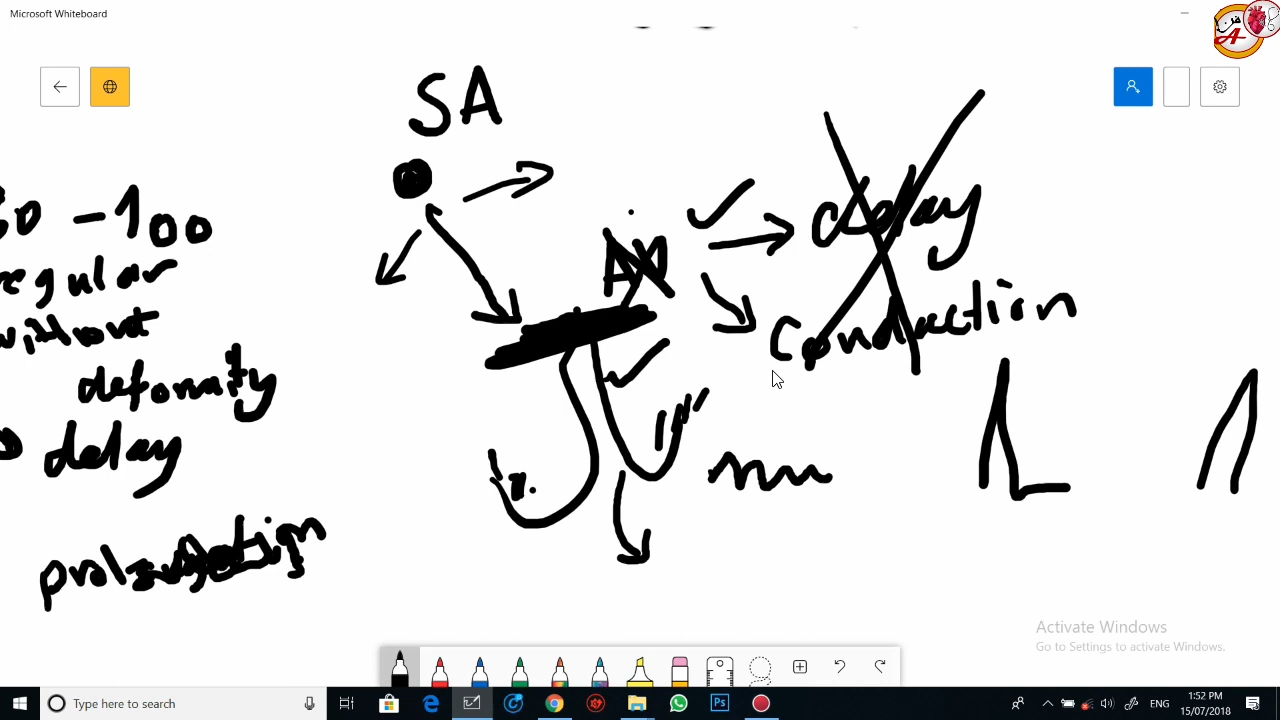 Microsoft Whiteboard
SA
-100
regular
without
deformity
delay
AV
delay
conduction
Activate Windows
Go to Settings to activate Windows.
Type here to search
ENG
1:52 PM
15/07/2018